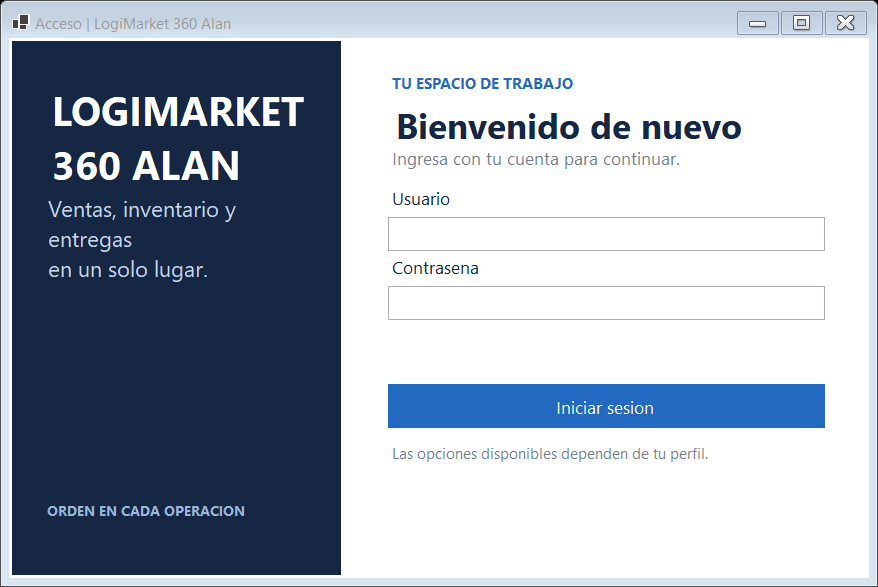 Acceso | LogiMarket 360 Alan
LOGIMARKET
360 ALAN
Ventas, inventario y
entregas
en un solo lugar.
ORDEN EN CADA OPERACION
TU ESPACIO DE TRABAJO
Bienvenido de nuevo
Ingresa con tu cuenta para continuar.
Usuario
Contrasena
Iniciar sesion
Las opciones disponibles dependen de tu perfil.